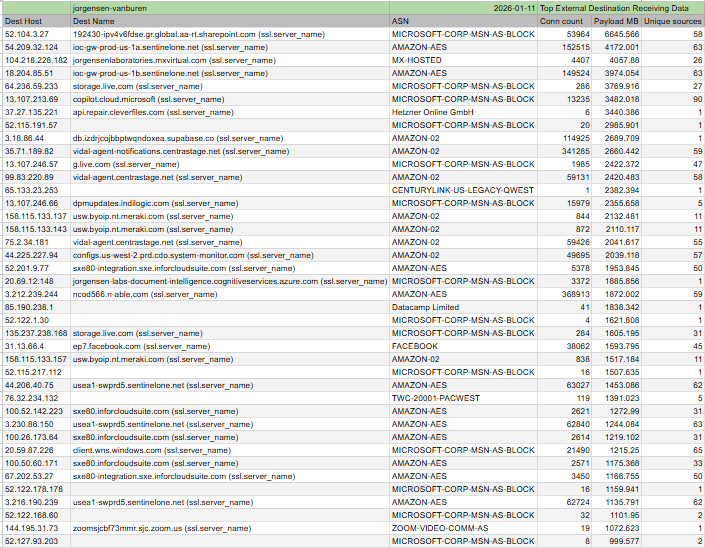 jorgensen-vanburen 2026-01-11 Top External Destination Receiving Data
Dest Host Dest Name ASN Conn count Payload MB Unique sources
52.104.3.27 192430-ipv4v6fdse.gr.global.aa-rt.sharepoint.com (ssl.server_name) MICROSOFT-CORP-MSN-AS-BLOCK 53964 6645.566 58
54.209.32.124 ioc-gw-prod-us-1a.sentinelone.net (ssl.server_name) AMAZON-AES 152515 4172.001 63
104.218.228.182 jorgensenlaboratories.mxvirtual.com (ssl.server_name) MX-HOSTED 4407 4057.88 26
18.204.85.51 ioc-gw-prod-us-1b.sentinelone.net (ssl.server_name) AMAZON-AES 149524 3974.054 63
64.236.59.233 storage.live.com (ssl.server_name) MICROSOFT-CORP-MSN-AS-BLOCK 286 3769.916 27
13.107.213.69 copilot.cloud.microsoft (ssl.server_name) MICROSOFT-CORP-MSN-AS-BLOCK 13235 3482.018 90
37.27.135.221 api.repair.cleverfiles.com (ssl.server_name) Hetzner Online GmbH 6 3440.386 1
52.115.191.57 MICROSOFT-CORP-MSN-AS-BLOCK 20 2985.901 1
3.18.86.44 db.izdrjcojbbptwqndoxea.supabase.co (ssl.server_name) AMAZON-02 114925 2689.709 1
35.71.189.82 vidal-agent-notifications.centrastage.net (ssl.server_name) AMAZON-02 341285 2660.442 59
13.107.246.57 g.live.com (ssl.server_name) MICROSOFT-CORP-MSN-AS-BLOCK 1985 2422.372 47
99.83.220.89 vidal-agent.centrastage.net (ssl.server_name) AMAZON-02 59131 2420.483 58
65.133.23.253 CENTURYLINK-US-LEGACY-QWEST 1 2382.394 1
13.107.246.66 dpmupdates.indilogic.com (ssl.server_name) MICROSOFT-CORP-MSN-AS-BLOCK 15979 2355.658 5
158.115.133.137 usw.byoip.nt.meraki.com (ssl.server_name) AMAZON-02 844 2132.481 11
158.115.133.143 usw.byoip.nt.meraki.com (ssl.server_name) AMAZON-02 872 2110.117 11
75.2.34.181 vidal-agent.centrastage.net (ssl.server_name) AMAZON-02 59426 2041.617 55
44.225.227.94 configs.us-west-2.prd.cdo.system-monitor.com (ssl.server_name) AMAZON-02 49695 2039.118 57
52.201.9.77 sxe80-integration.sxe.inforcloudsuite.com (ssl.server_name) AMAZON-AES 5378 1953.845 50
20.69.12.148 jorgensen-labs-document-intelligence.cognitiveservices.azure.com (ssl.server_name) MICROSOFT-CORP-MSN-AS-BLOCK 3372 1885.856 1
3.212.239.244 ncod566.n-able.com (ssl.server_name) AMAZON-AES 368913 1872.002 59
85.190.238.1 Datacamp Limited 41 1838.342 1
52.122.1.30 MICROSOFT-CORP-MSN-AS-BLOCK 4 1621.808 1
135.237.238.168 storage.live.com (ssl.server_name) MICROSOFT-CORP-MSN-AS-BLOCK 284 1605.195 31
31.13.66.4 ep7.facebook.com (ssl.server_name) FACEBOOK 38062 1593.795 45
158.115.133.157 usw.byoip.nt.meraki.com (ssl.server_name) AMAZON-02 838 1517.184 11
52.115.217.112 MICROSOFT-CORP-MSN-AS-BLOCK 16 1507.635 1
44.206.40.75 usea1-swprd5.sentinelone.net (ssl.server_name) AMAZON-AES 63027 1453.086 62
76.32.234.132 TWC-20001-PACWEST 119 1391.023 5
100.52.142.223 sxe80.inforcloudsuite.com (ssl.server_name) AMAZON-AES 2621 1272.99 31
3.230.86.150 usea1-swprd5.sentinelone.net (ssl.server_name) AMAZON-AES 62840 1244.084 63
100.26.173.64 sxe80.inforcloudsuite.com (ssl.server_name) AMAZON-AES 2614 1219.102 31
20.59.87.226 client.wns.windows.com (ssl.server_name) MICROSOFT-CORP-MSN-AS-BLOCK 21490 1215.25 65
100.50.60.171 sxe80.inforcloudsuite.com (ssl.server_name) AMAZON-AES 2571 1175.368 33
67.202.53.27 sxe80-integration.sxe.inforcloudsuite.com (ssl.server_name) AMAZON-AES 3450 1166.755 50
52.122.178.178 MICROSOFT-CORP-MSN-AS-BLOCK 16 1159.941 1
3.216.190.239 usea1-swprd5.sentinelone.net (ssl.server_name) AMAZON-AES 62724 1135.791 62
52.122.168.60 MICROSOFT-CORP-MSN-AS-BLOCK 32 1101.95 2
144.195.31.73 zoomsjcbf73mmr.sjc.zoom.us (ssl.server_name) ZOOM-VIDEO-COMM-AS 19 1072.623 1
52.127.93.203 MICROSOFT-CORP-MSN-AS-BLOCK 8 999.577 2